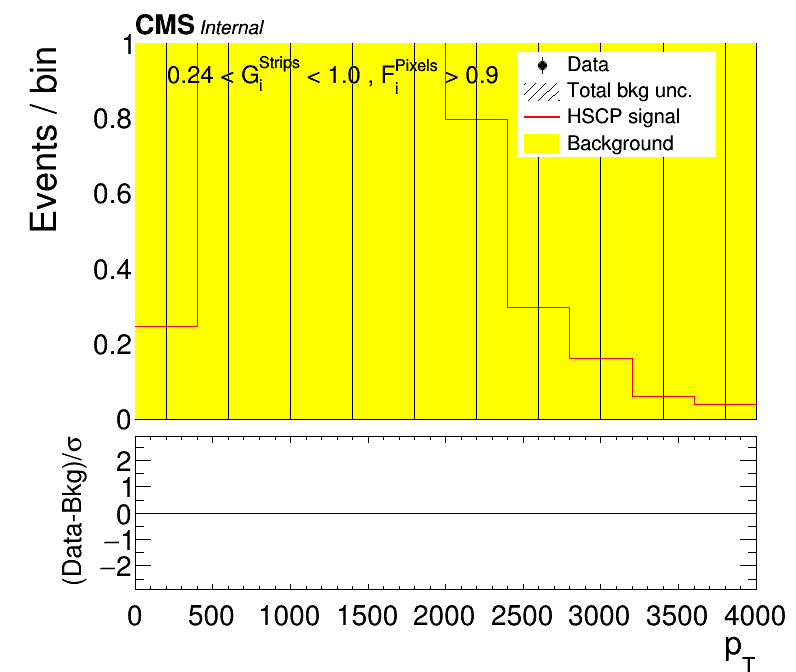 CMS Internal
Events / bin
1
0.8
0.6
0.4
0.2
0
0.24 < G_i^Strips < 1.0 , F_i^Pixels > 0.9
Data
Total bkg unc.
HSCP signal
Background
(Data-Bkg)/σ
2
1
0
−1
−2
0 500 1000 1500 2000 2500 3000 3500 4000
p_T